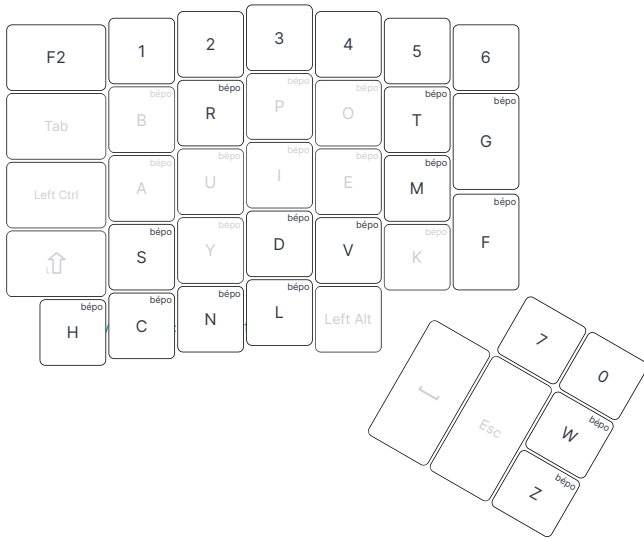 F2 1 2 3 4 5 6
Tab bépo B bépo R bépo P bépo O bépo T bépo G
Left Ctrl bépo A bépo U bépo I bépo E bépo M bépo F
L bépo S bépo Y bépo D bépo V bépo K
bépo H bépo C bépo N bépo L Left Alt
7 0
Esc bépo W
bépo Z